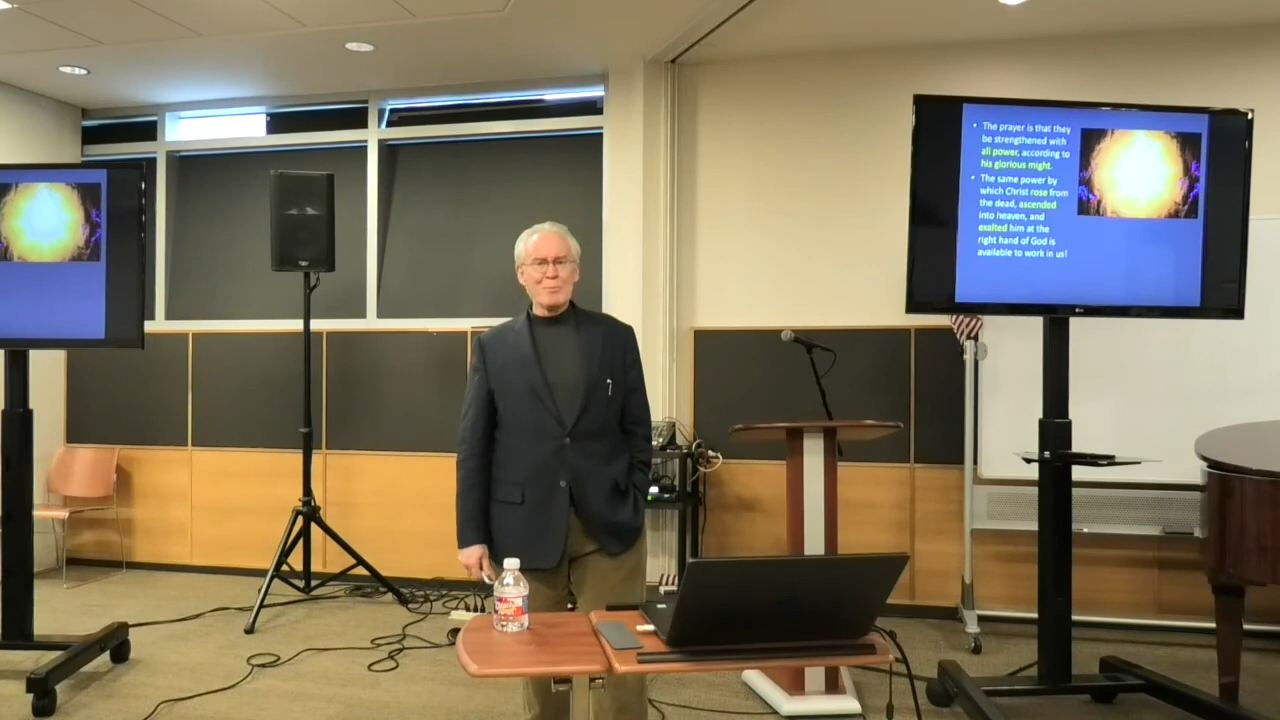 • The prayer is that they
be strengthened with
all power, according to
his glorious might.
• The same power by
which Christ rose from
the dead, ascended
into heaven, and
exalted him at the
right hand of God is
available to work in us!
LG